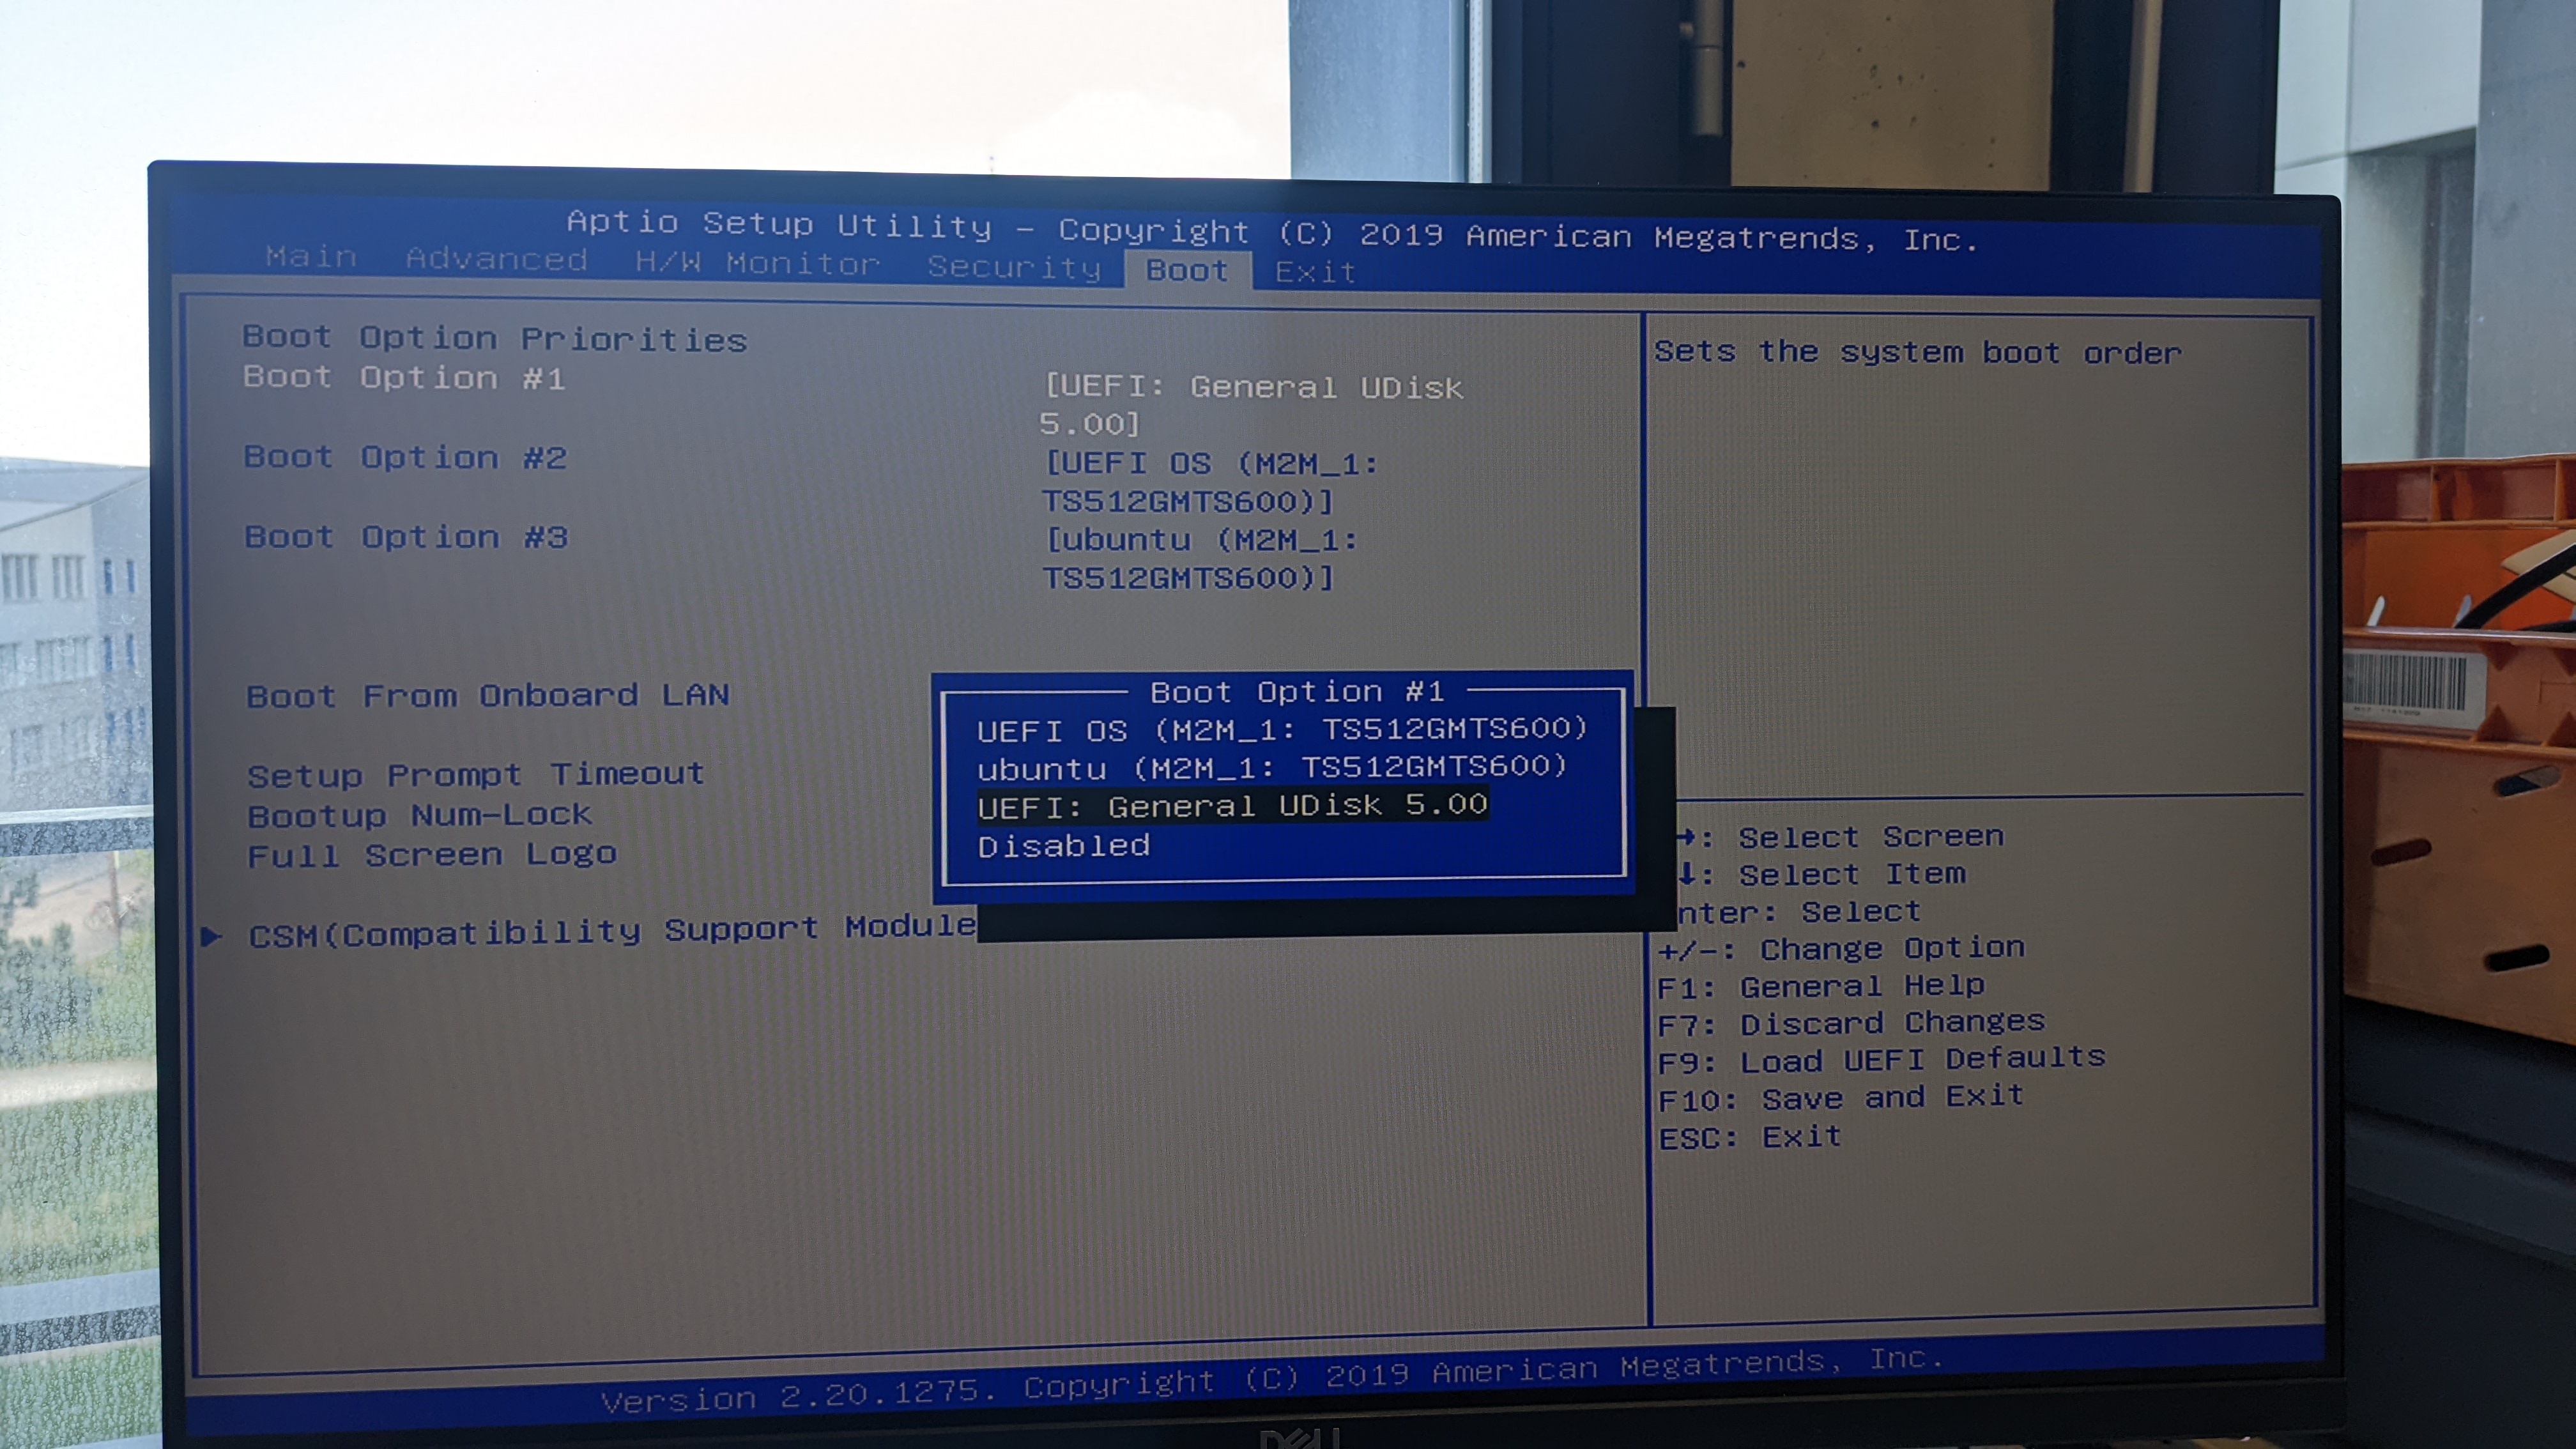 Aptio Setup Utility – Copyright (C) 2019 American Megatrends, Inc.
Main Advanced H/W Monitor Security Boot Exit
Boot Option Priorities
Boot Option #1 [UEFI: General UDisk
5.00]
Boot Option #2 [UEFI OS (M2M_1:
TS512GMTS600)]
Boot Option #3 [ubuntu (M2M_1:
TS512GMTS600)]
Boot From Onboard LAN
Setup Prompt Timeout
Bootup Num-Lock
Full Screen Logo
CSM(Compatibility Support Module
Boot Option #1
UEFI OS (M2M_1: TS512GMTS600)
ubuntu (M2M_1: TS512GMTS600)
UEFI: General UDisk 5.00
Disabled
Sets the system boot order
→: Select Screen
↓: Select Item
nter: Select
+/-: Change Option
F1: General Help
F7: Discard Changes
F9: Load UEFI Defaults
F10: Save and Exit
ESC: Exit
Version 2.20.1275. Copyright (C) 2019 American Megatrends, Inc.
DELL